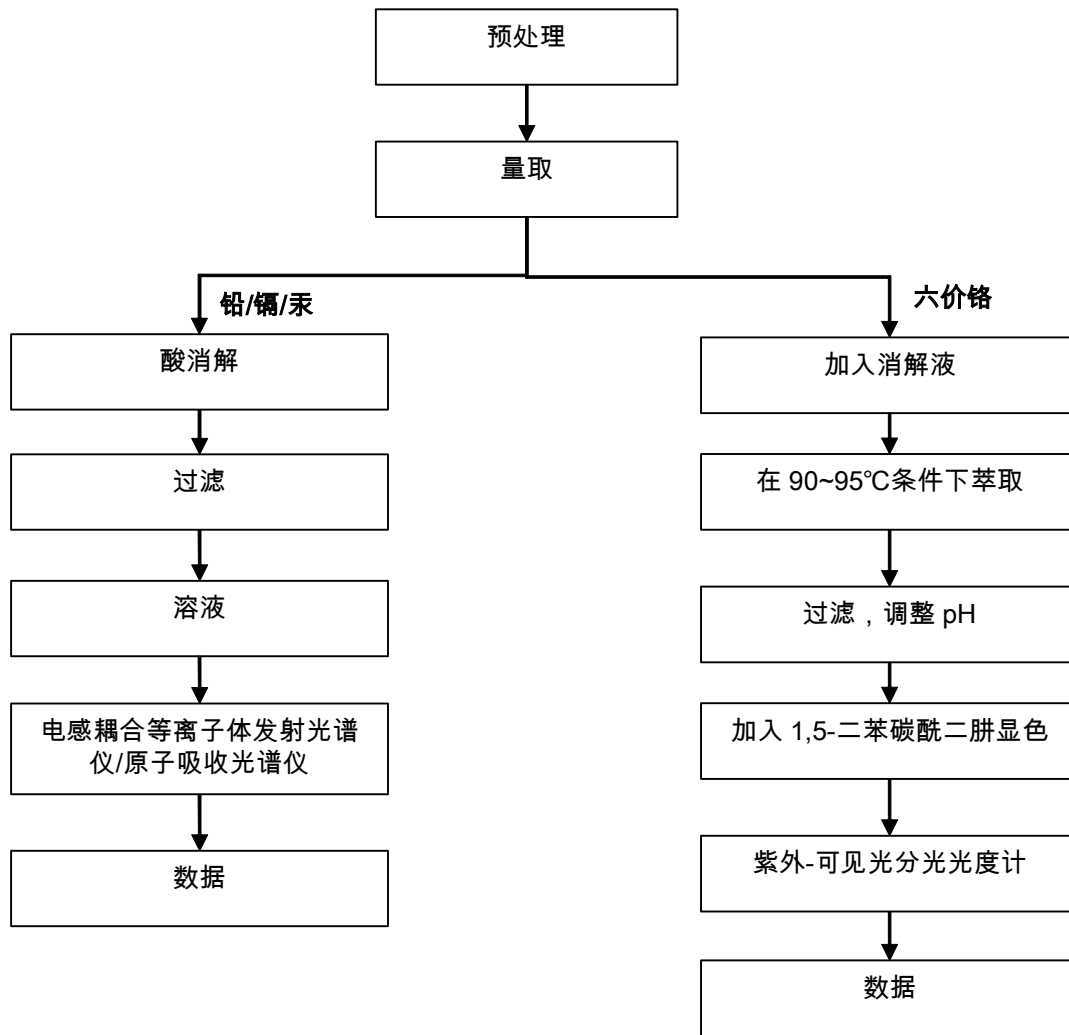 预处理
量取
铅/镉/汞
酸消解
过滤
溶液
电感耦合等离子体发射光谱
仪/原子吸收光谱仪
数据
六价铬
加入消解液
在 90~95℃条件下萃取
过滤，调整 pH
加入 1,5-二苯碳酰二肼显色
紫外-可见光分光光度计
数据